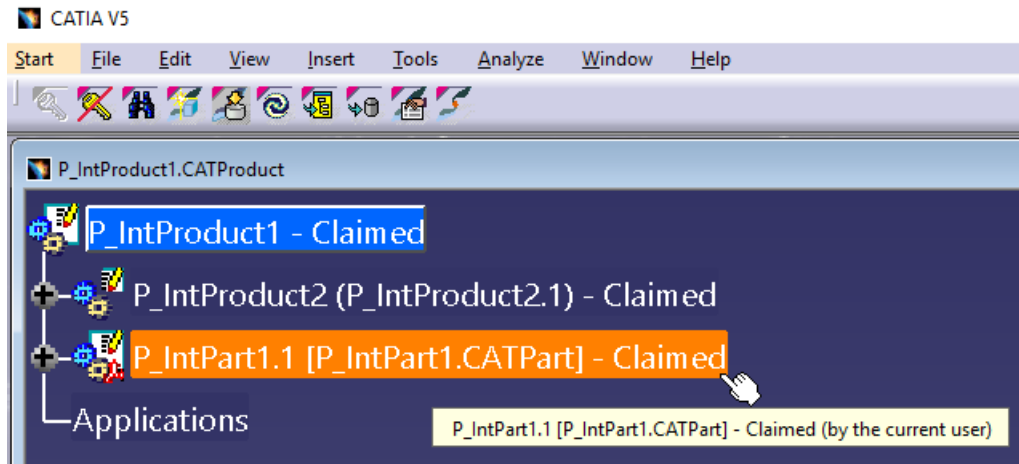 CATIA V5
Start File Edit View Insert Tools Analyze Window Help
P_IntProduct1.CATProduct
P_IntProduct1 - Claimed
P_IntProduct2 (P_IntProduct2.1) - Claimed
P_IntPart1.1 [P_IntPart1.CATPart] - Claimed
Applications
P_IntPart1.1 [P_IntPart1.CATPart] - Claimed (by the current user)